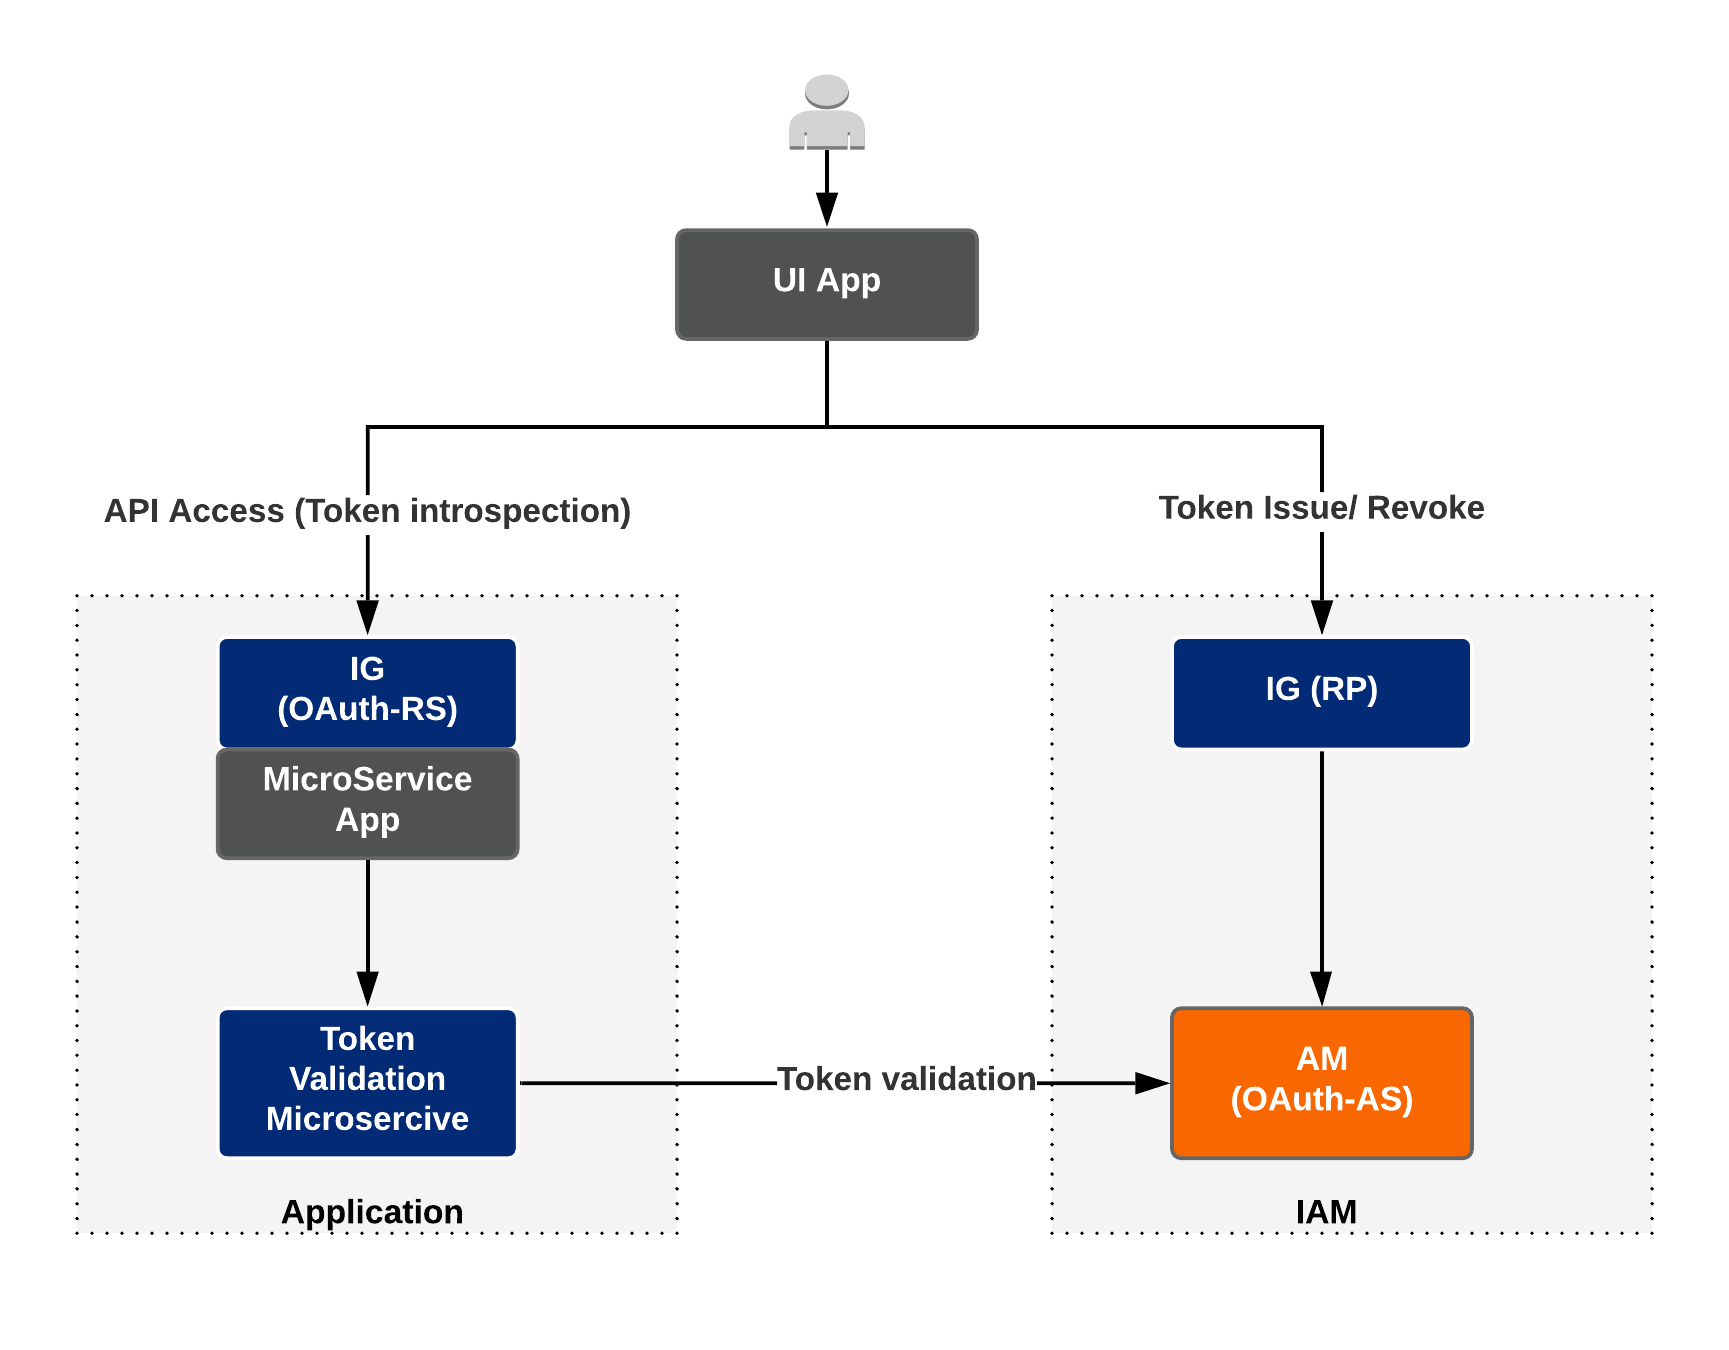 UI App
API Access (Token introspection)
Token Issue/ Revoke
IG
(OAuth-RS)
MicroService
App
IG (RP)
Token
Validation
Microsercive
Token validation
AM
(OAuth-AS)
Application
IAM